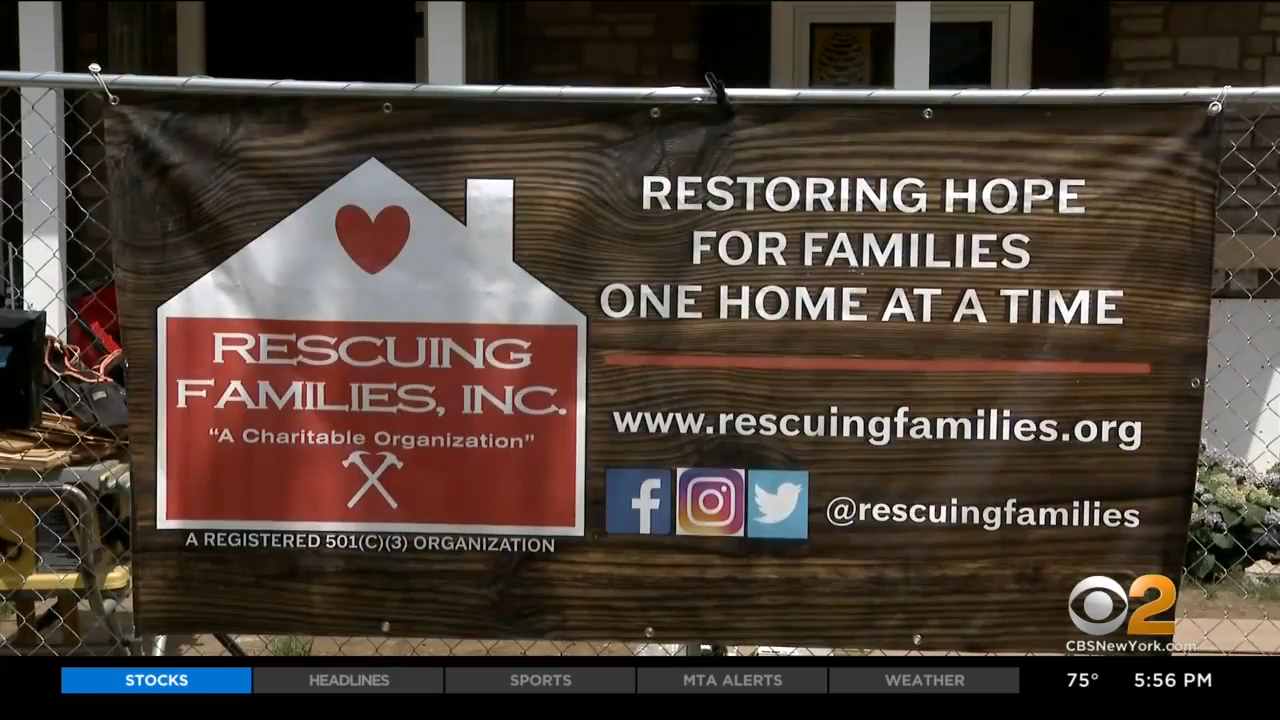 RESTORING HOPE
FOR FAMILIES
ONE HOME AT A TIME
RESCUING
FAMILIES, INC.
“A Charitable Organization”
A REGISTERED 501(C)(3) ORGANIZATION
www.rescuingfamilies.org
@rescuingfamilies
2
CBSNewYork.com
STOCKS HEADLINES SPORTS MTA ALERTS WEATHER 75° 5:56 PM